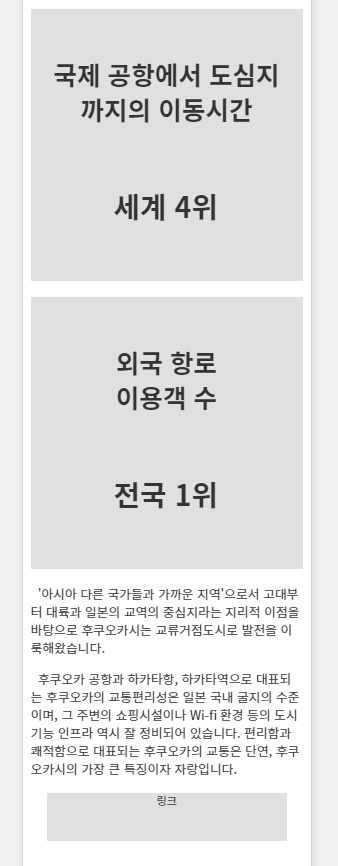 국제 공항에서 도심지
까지의 이동시간
세계 4위
외국 항로
이용객 수
전국 1위
'아시아 다른 국가들과 가까운 지역'으로서 고대부
터 대륙과 일본의 교역의 중심지라는 지리적 이점을
바탕으로 후쿠오카시는 교류거점도시로 발전을 이
룩해왔습니다.
후쿠오카 공항과 하카타항, 하카타역으로 대표되
는 후쿠오카의 교통편리성은 일본 국내 굴지의 수준
이며, 그 주변의 쇼핑시설이나 Wi-fi 환경 등의 도시
기능 인프라 역시 잘 정비되어 있습니다. 편리함과
쾌적함으로 대표되는 후쿠오카의 교통은 단연, 후쿠
오카시의 가장 큰 특징이자 자랑입니다.
링크